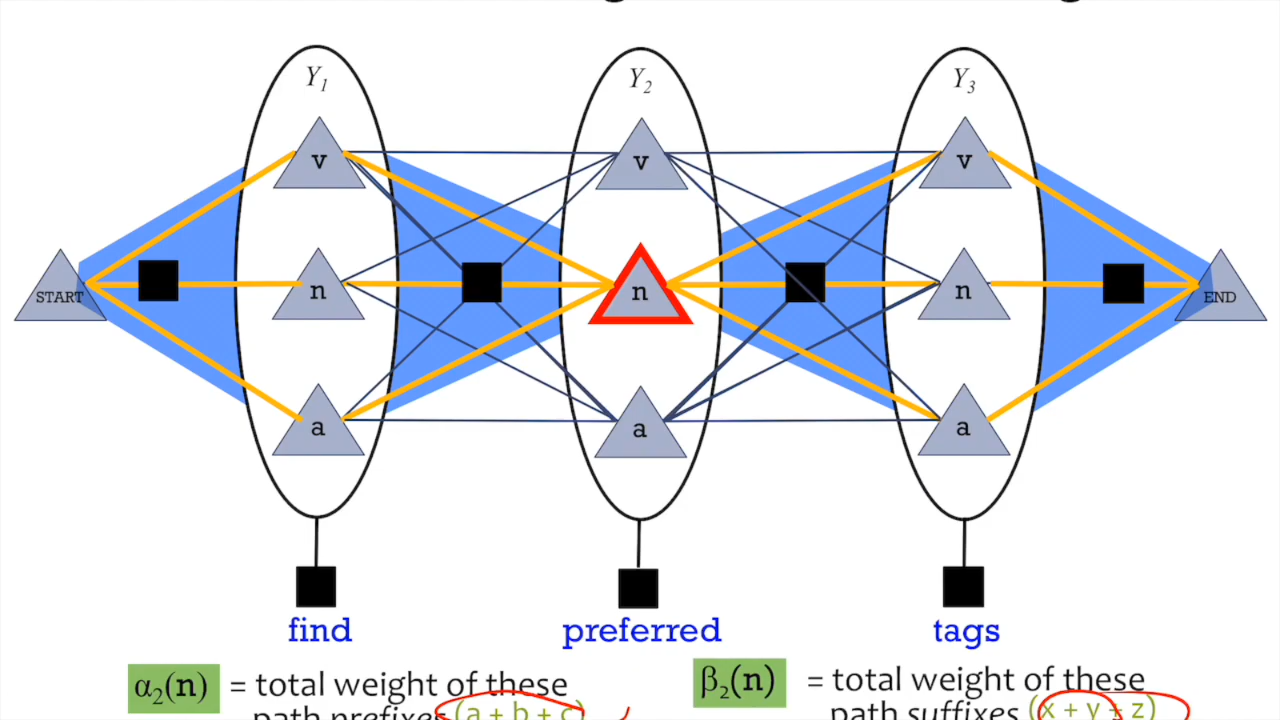 Y₁ Y₂ Y₃
v v v
START n n n END
a a a
find preferred tags
α₂(n) = total weight of these
path prefixes (a + b + c)
β₂(n) = total weight of these
path suffixes (x + y + z)